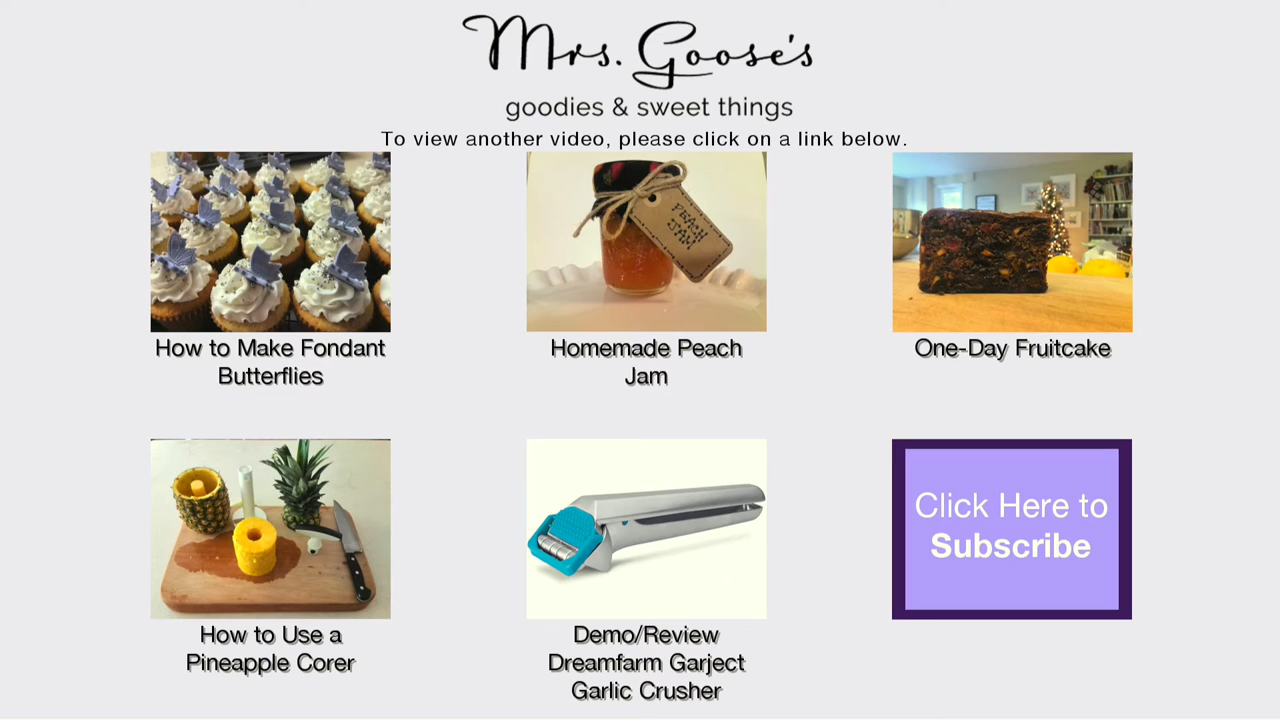 Mrs. Goose's
goodies & sweet things
To view another video, please click on a link below.
PEACH
JAM
How to Make Fondant
Butterflies
Homemade Peach
Jam
One-Day Fruitcake
Click Here to
Subscribe
How to Use a
Pineapple Corer
Demo/Review
Dreamfarm Garject
Garlic Crusher